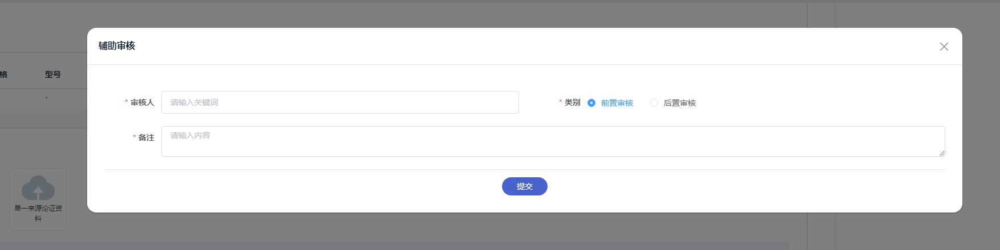 辅助审核
格 型号
*
* 审核人 请输入关键词 * 类别 前置审核 后置审核
* 备注 请输入内容
提交
单一来源论证资
料